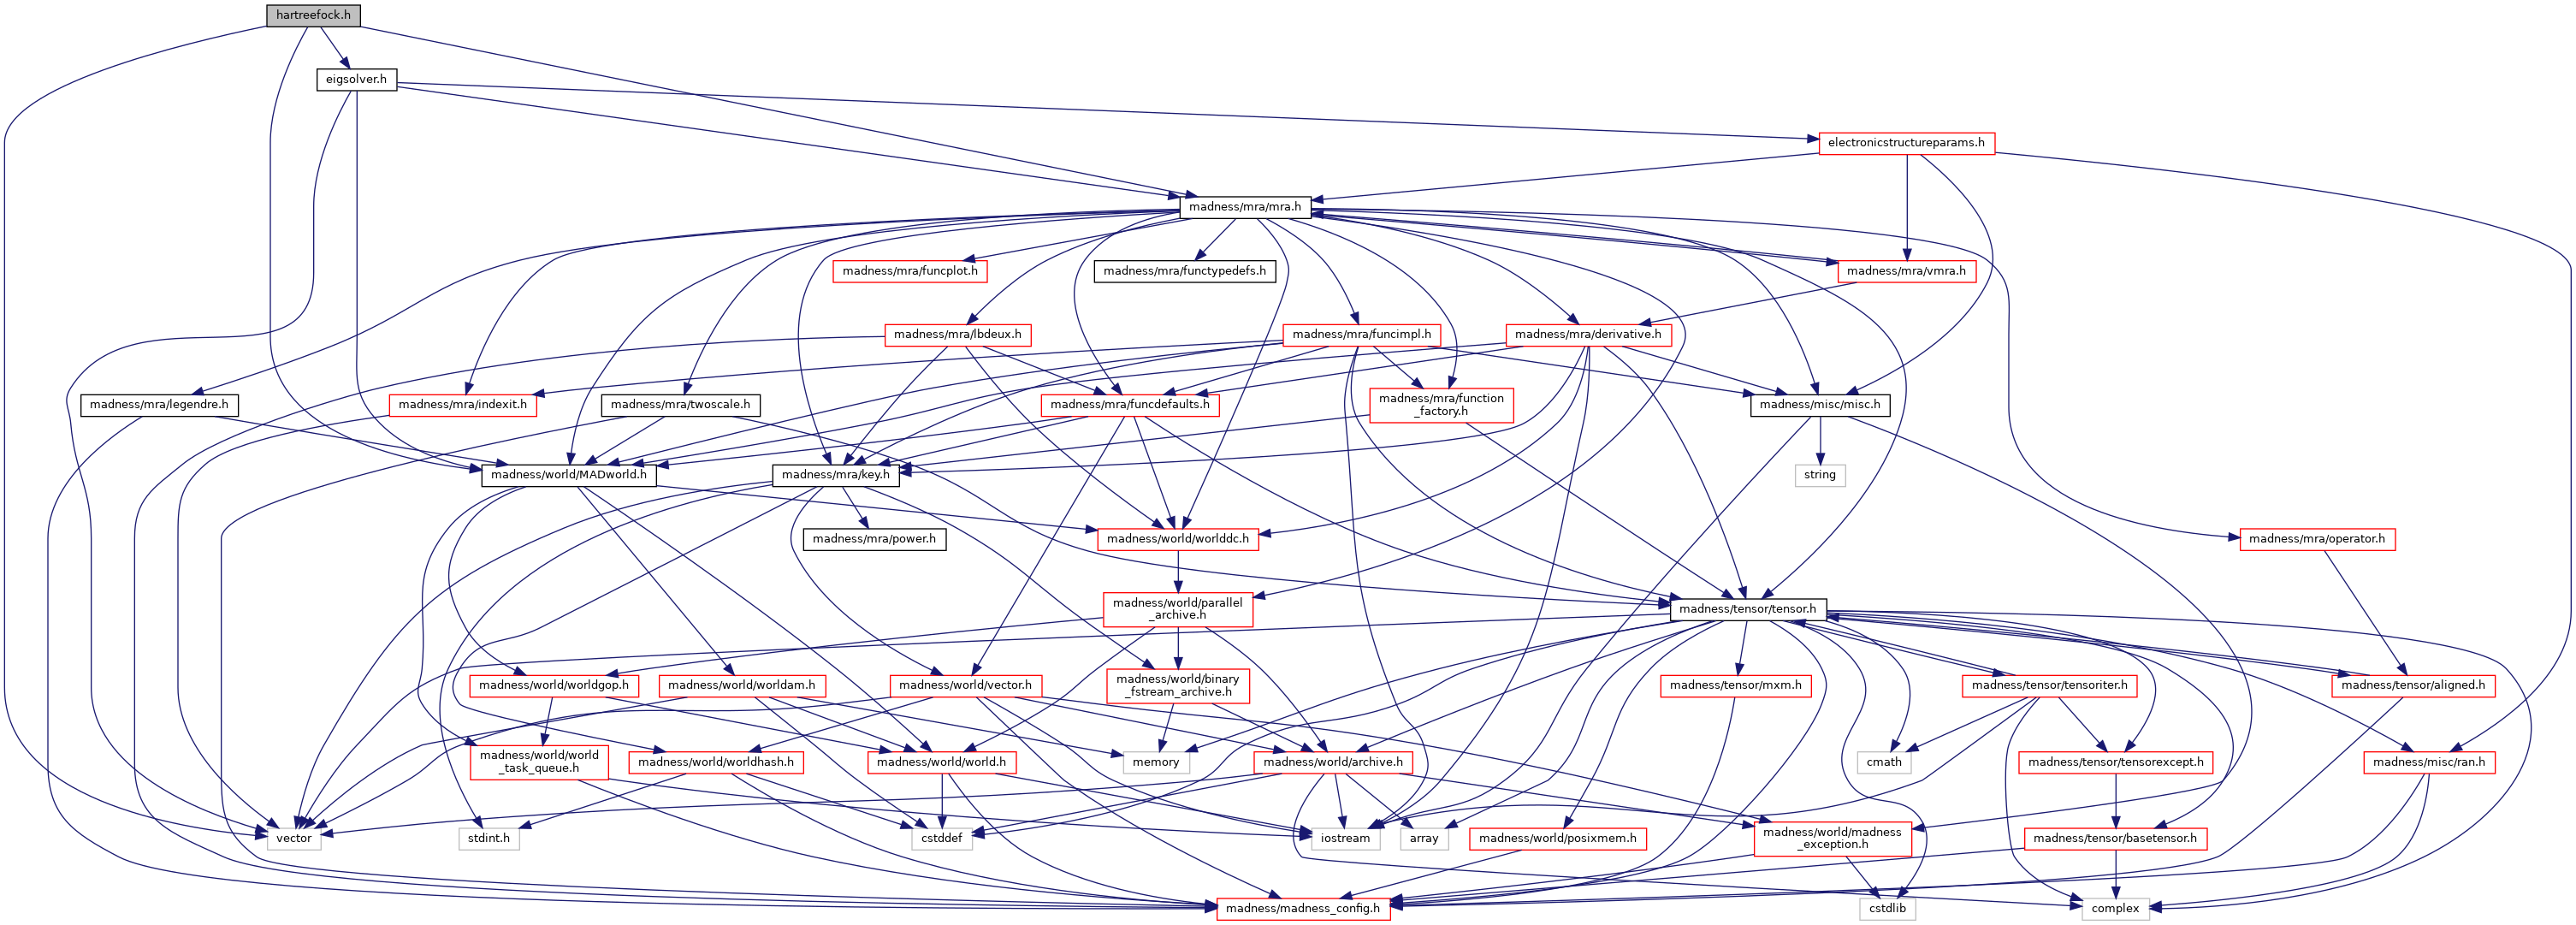 hartreefock.h
eigsolver.h
electronicstructureparams.h
madness/mra/mra.h
madness/mra/funcplot.h
madness/mra/functypedefs.h
madness/mra/vmra.h
madness/mra/lbdeux.h
madness/mra/funcimpl.h
madness/mra/derivative.h
madness/mra/legendre.h
madness/mra/indexit.h
madness/mra/twoscale.h
madness/mra/funcdefaults.h
madness/mra/function
_factory.h
madness/misc/misc.h
madness/world/MADworld.h
madness/mra/key.h
string
madness/mra/power.h
madness/world/worlddc.h
madness/mra/operator.h
madness/world/parallel
_archive.h
madness/tensor/tensor.h
madness/world/worldgop.h
madness/world/worldam.h
madness/world/vector.h
madness/world/binary
_fstream_archive.h
madness/tensor/mxm.h
madness/tensor/tensoriter.h
madness/tensor/aligned.h
madness/world/world
_task_queue.h
madness/world/worldhash.h
madness/world/world.h
memory
madness/world/archive.h
cmath
madness/tensor/tensorexcept.h
madness/misc/ran.h
vector
stdint.h
cstddef
iostream
array
madness/world/posixmem.h
madness/world/madness
_exception.h
madness/tensor/basetensor.h
madness/madness_config.h
cstdlib
complex